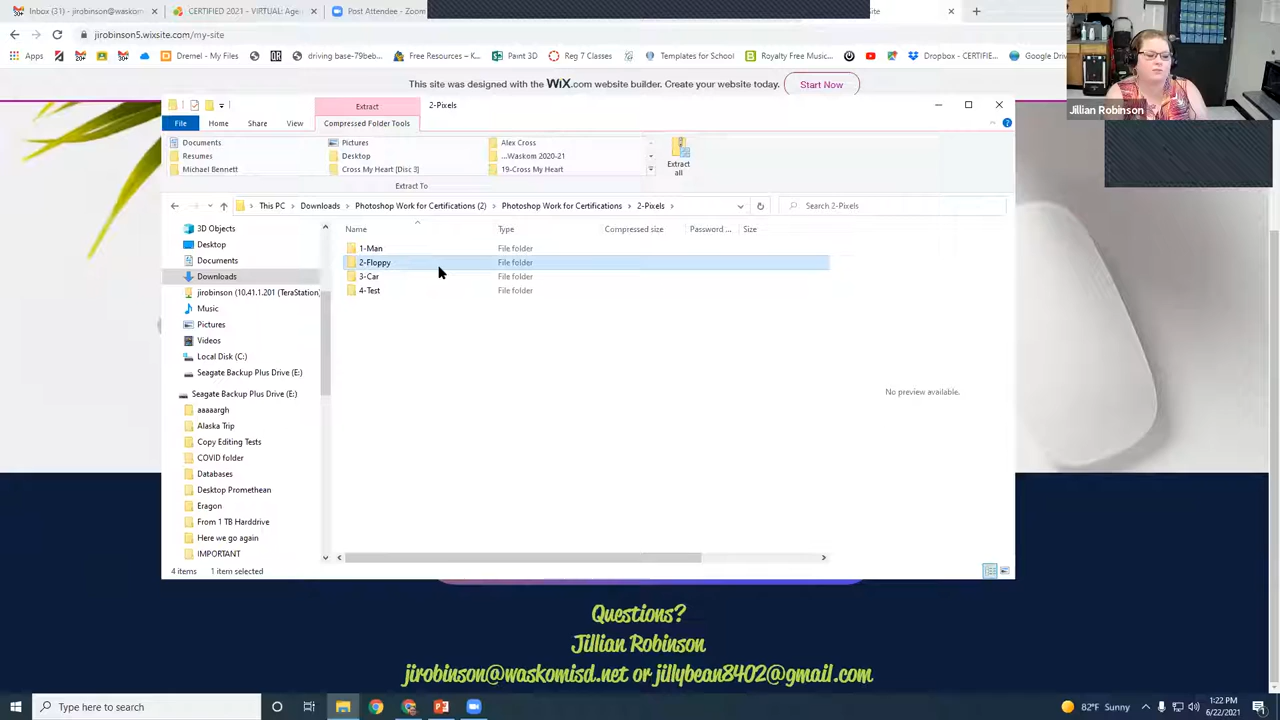 Inbox (31) - jirobinson@wa
CERTIFIED 2021 - VIRTUAL: Age
Post Attendee - Zoom
jirobinson5.wixsite.com/my-site
Apps
Dremel - My Files
driving base-79b
Paint 3D
Reg 7 Classes
Templates for School
Royalty Free Music...
Dropbox - CERTIFIE...
Google Driv
This site was designed with the WiX.com website builder. Create your website today.
Start Now
Jillian Robinson
Extract
2-Pixels
File
Home
Share
View
Compressed Folder Tools
Documents
Pictures
Alex Cross
Resumes
Desktop
...Waskom 2020-21
Michael Bennett
Cross My Heart [Disc 3]
19-Cross My Heart
Extract
all
Extract To
This PC > Downloads > Photoshop Work for Certifications (2) > Photoshop Work for Certifications > 2-Pixels >
Search 2-Pixels
Name
Type
Compressed size
Password ...
Size
1-Man
File folder
2-Floppy
File folder
3-Car
File folder
4-Test
File folder
3D Objects
Desktop
Documents
Downloads
jirobinson (10.41.1.201 (TeraStation)
Music
Pictures
Videos
Local Disk (C:)
Seagate Backup Plus Drive (E:)
Seagate Backup Plus Drive (E:)
aaaaargh
Alaska Trip
Copy Editing Tests
COVID folder
Databases
Desktop Promethean
Eragon
From 1 TB Harddrive
Here we go again
IMPORTANT
No preview available.
4 items
1 item selected
Questions?
Jillian Robinson
jirobinson@waskomisd.net or jillybean8402@gmail.com
Type here to search
82°F Sunny
1:22 PM
6/22/2021